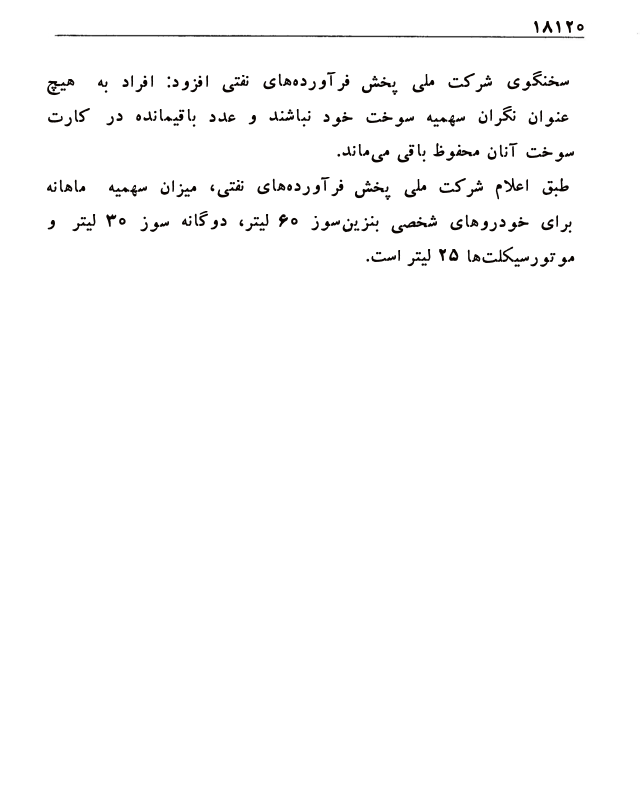 ۱۸۱۲۰
سخنگوی شرکت ملی پخش فرآورده‌های نفتی افزود: افراد به هیچ
عنوان نگران سهمیه سوخت خود نباشند و عدد باقیمانده در کارت
سوخت آنان محفوظ باقی می‌ماند.
طبق اعلام شرکت ملی پخش فرآورده‌های نفتی، میزان سهمیه ماهانه
برای خودروهای شخصی بنزین‌سوز ۶۰ لیتر، دوگانه سوز ۳۰ لیتر و
موتورسیکلت‌ها ۲۵ لیتر است.